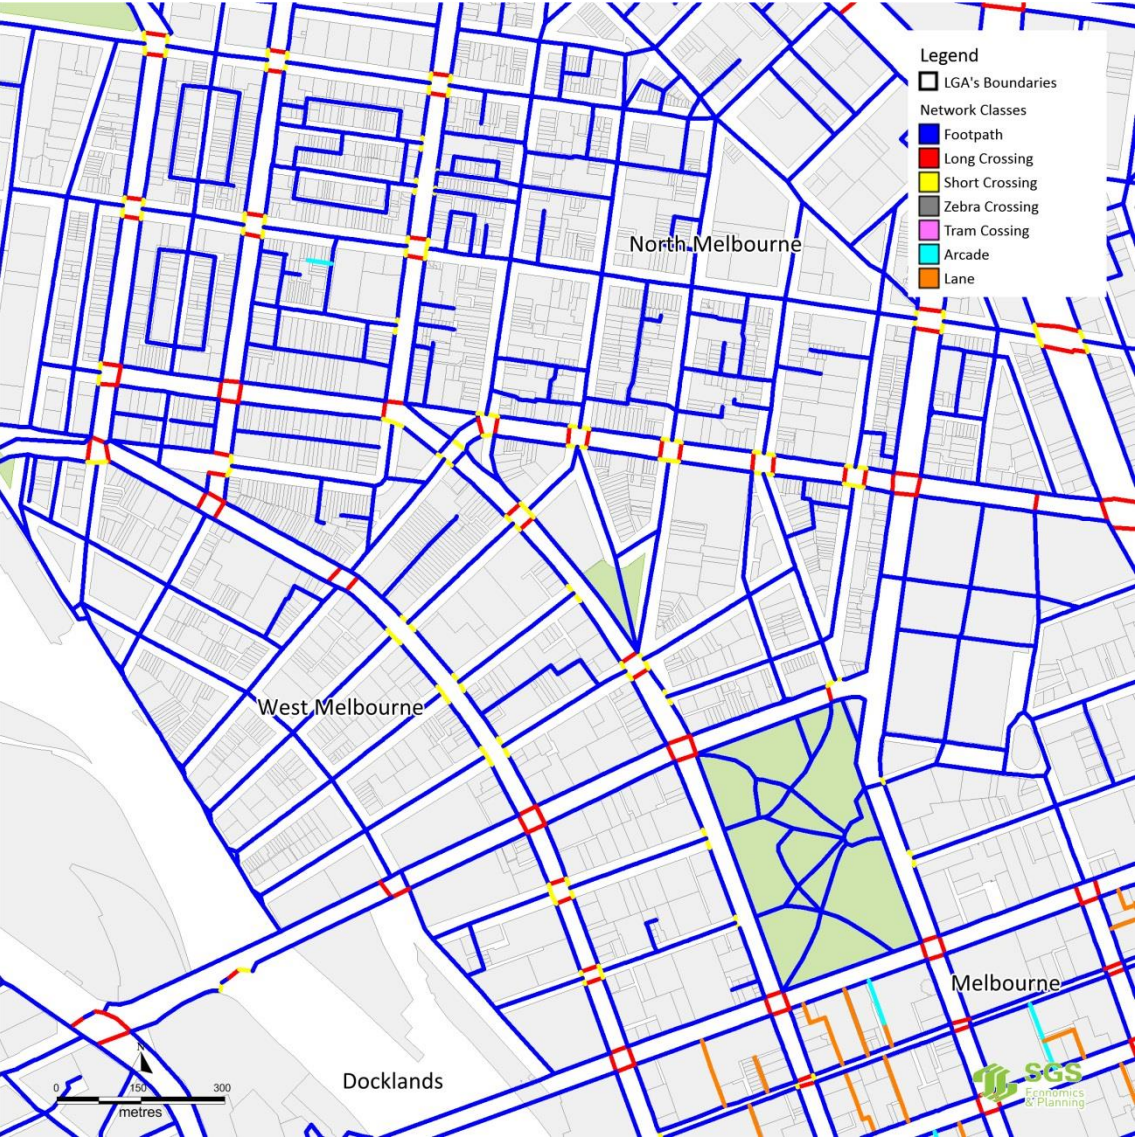 Legend
LGA's Boundaries
Network Classes
Footpath
Long Crossing
Short Crossing
Zebra Crossing
Tram Cossing
Arcade
Lane
North Melbourne
West Melbourne
Melbourne
Docklands
N
0 150 300
metres
SGS
Economics
& Planning